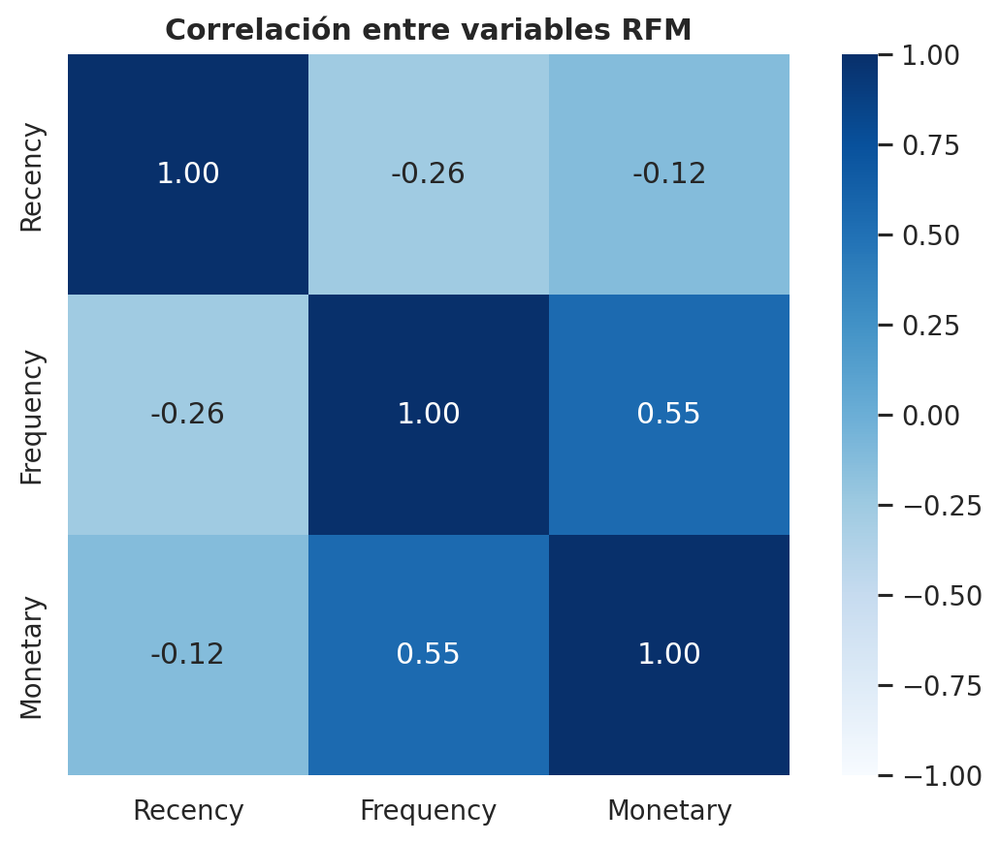 Correlación entre variables RFM
Recency
1.00
-0.26
-0.12
Frequency
-0.26
1.00
0.55
Monetary
-0.12
0.55
1.00
Recency
Frequency
Monetary
1.00
0.75
0.50
0.25
0.00
−0.25
−0.50
−0.75
−1.00